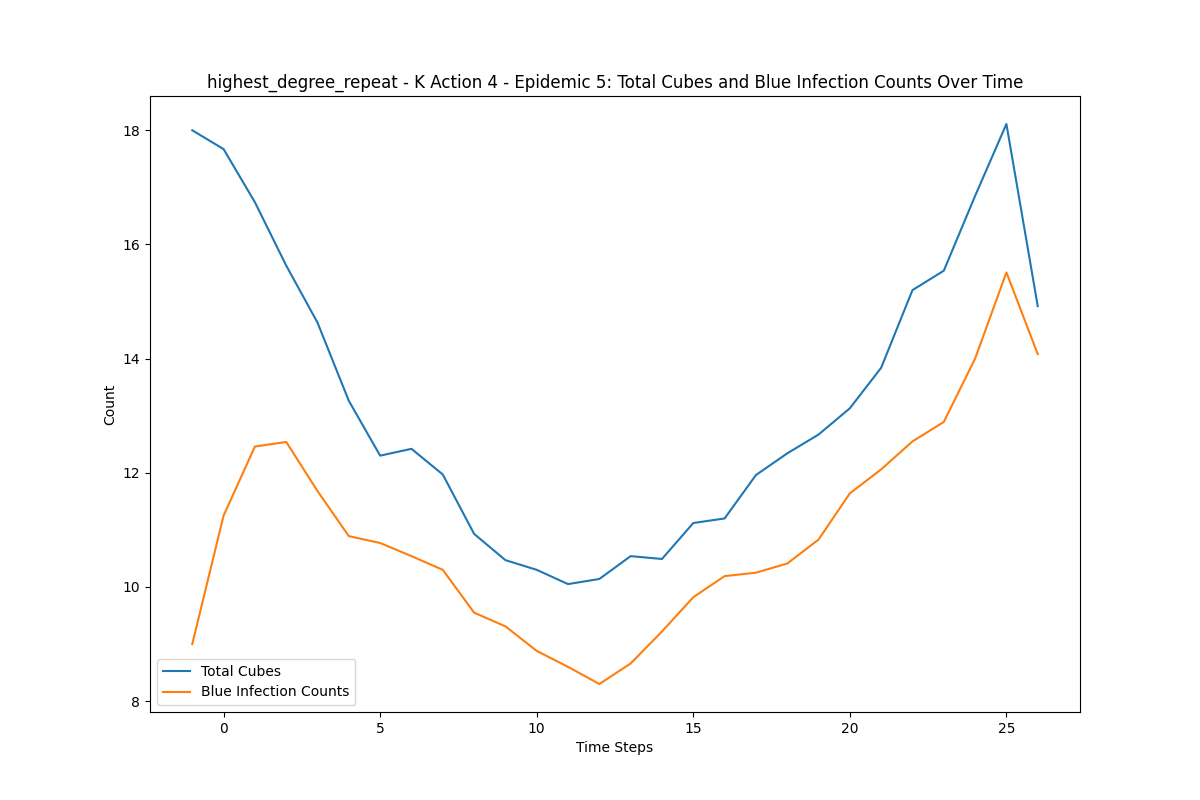 highest_degree_repeat - K Action 4 - Epidemic 5: Total Cubes and Blue Infection Counts Over Time
18
16
14
12
10
8
Count
Total Cubes
Blue Infection Counts
0 5 10 15 20 25
Time Steps